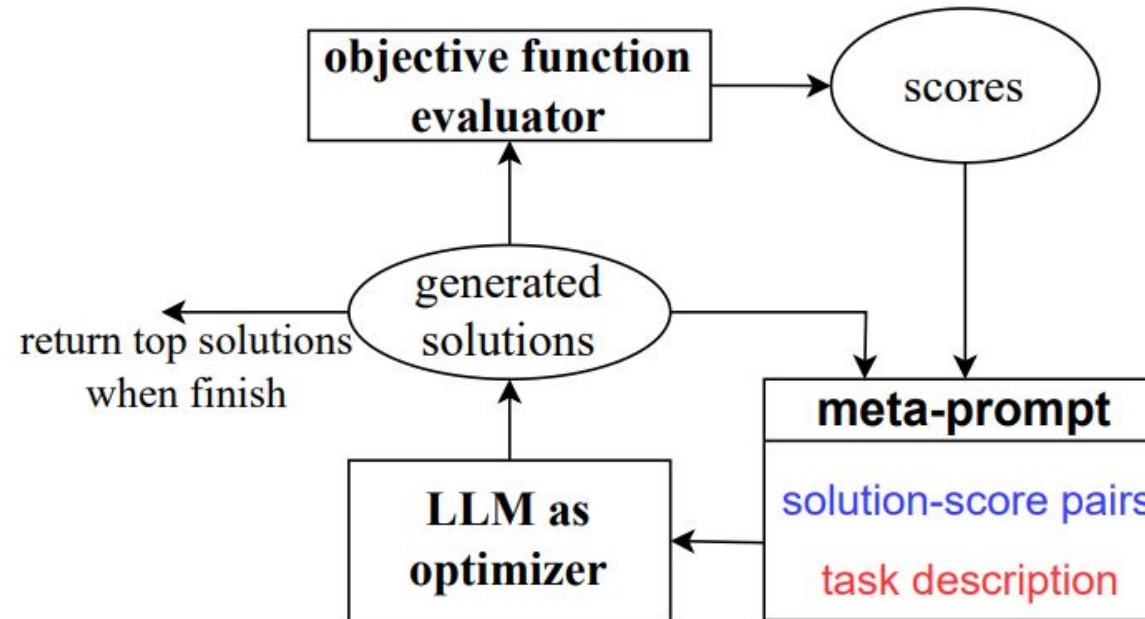 objective function
evaluator
scores
generated
solutions
return top solutions
when finish
meta-prompt
solution-score pairs
task description
LLM as
optimizer